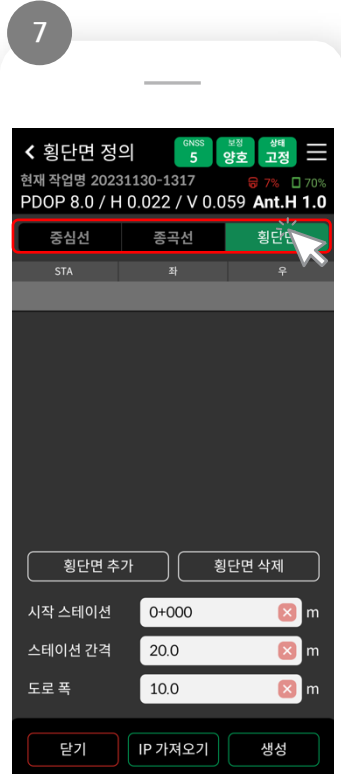 7
횡단면 정의
GNSS 5
보정 양호
상태 고정
현재 작업명 20231130-1317 7% 70%
PDOP 8.0 / H 0.022 / V 0.059 Ant.H 1.0
중심선 종곡선 횡단면
STA 좌 우
횡단면 추가 횡단면 삭제
시작 스테이션 0+000 m
스테이션 간격 20.0 m
도로 폭 10.0 m
닫기 IP 가져오기 생성